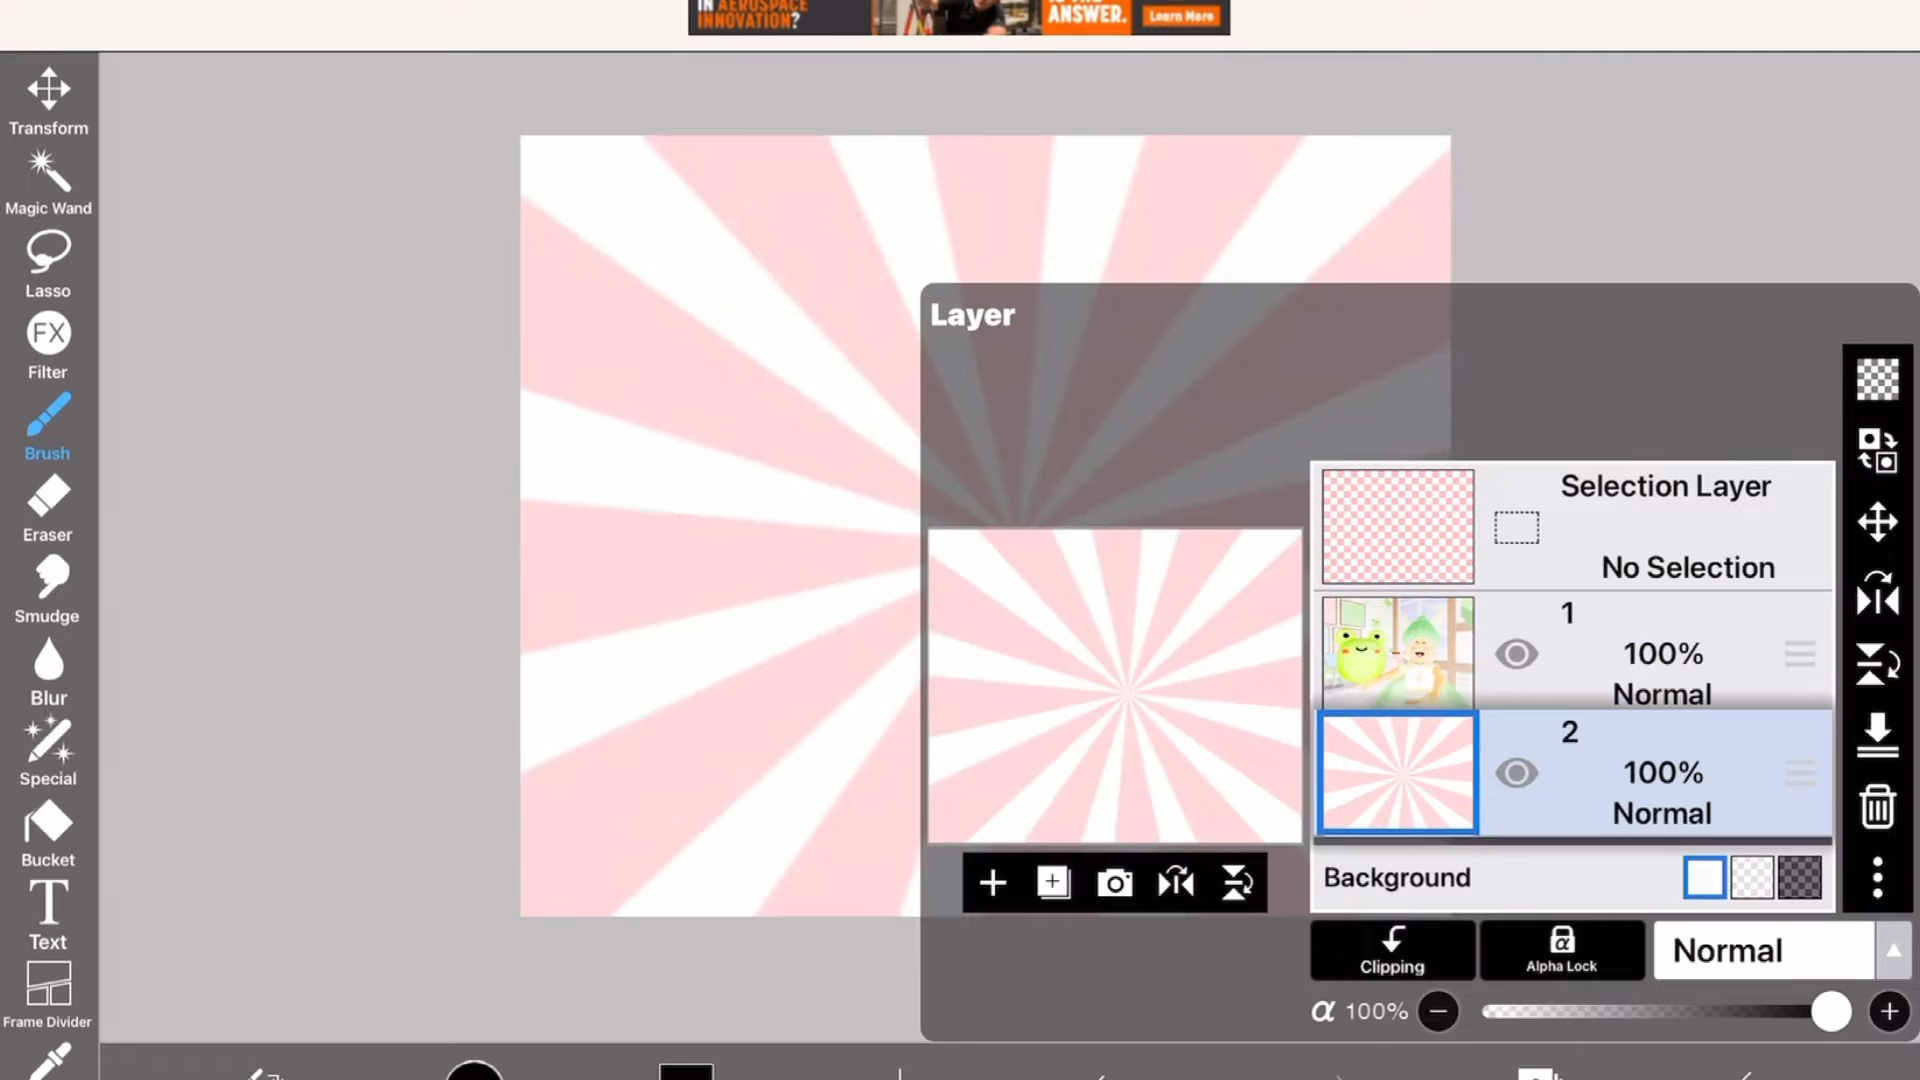 IN AEROSPACE
INNOVATION?
ANSWER.
Learn More
Transform
Magic Wand
Lasso
FX
Filter
Brush
Eraser
Smudge
Blur
Special
Bucket
T
Text
Frame Divider
Layer
Selection Layer
No Selection
1
100%
Normal
2
100%
Normal
Background
Clipping
α
Alpha Lock
Normal
α 100%